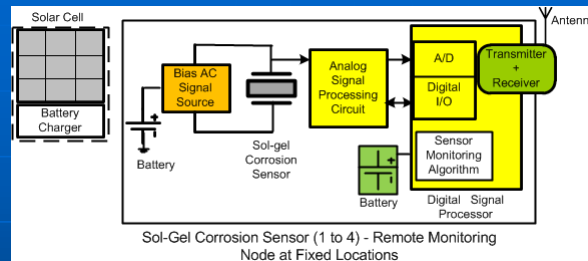 Solar Cell
Battery
Charger
Bias AC
Signal
Source
Battery
Sol-gel
Corrosion
Sensor
Analog
Signal
Processing
Circuit
A/D
Digital
I/O
Transmitter
+
Receiver
Antenn
Sensor
Monitoring
Algorithm
Battery
Digital Signal
Processor
Sol-Gel Corrosion Sensor (1 to 4) - Remote Monitoring
Node at Fixed Locations